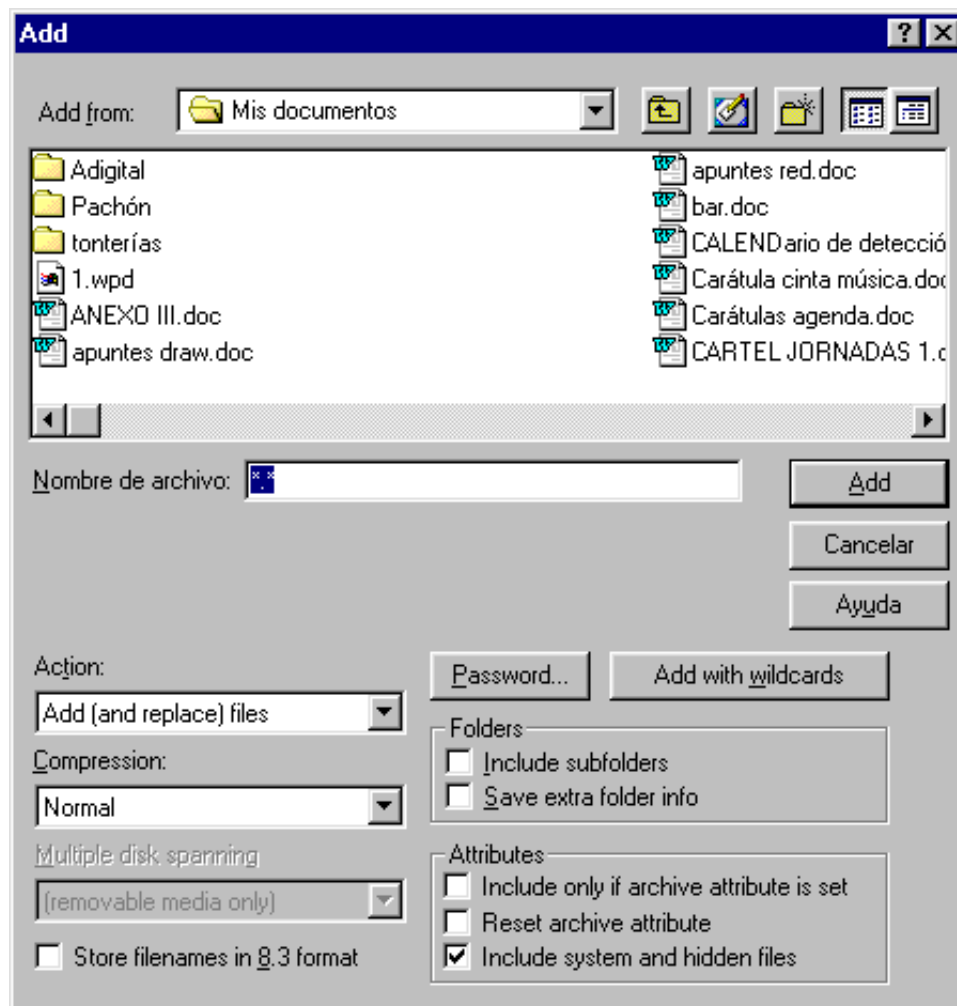 Add
Add from: Mis documentos
Adigital
Pachón
tonterías
1.wpd
ANEXO III.doc
apuntes draw.doc
apuntes red.doc
bar.doc
CALENDario de detecció
Carátula cinta música.doc
Carátulas agenda.doc
CARTEL JORNADAS 1.
Nombre de archivo: *.*
Add
Cancelar
Ayuda
Action:
Add (and replace) files
Compression:
Normal
Multiple disk spanning
(removable media only)
Store filenames in 8.3 format
Password... Add with wildcards
Folders
Include subfolders
Save extra folder info
Attributes
Include only if archive attribute is set
Reset archive attribute
Include system and hidden files